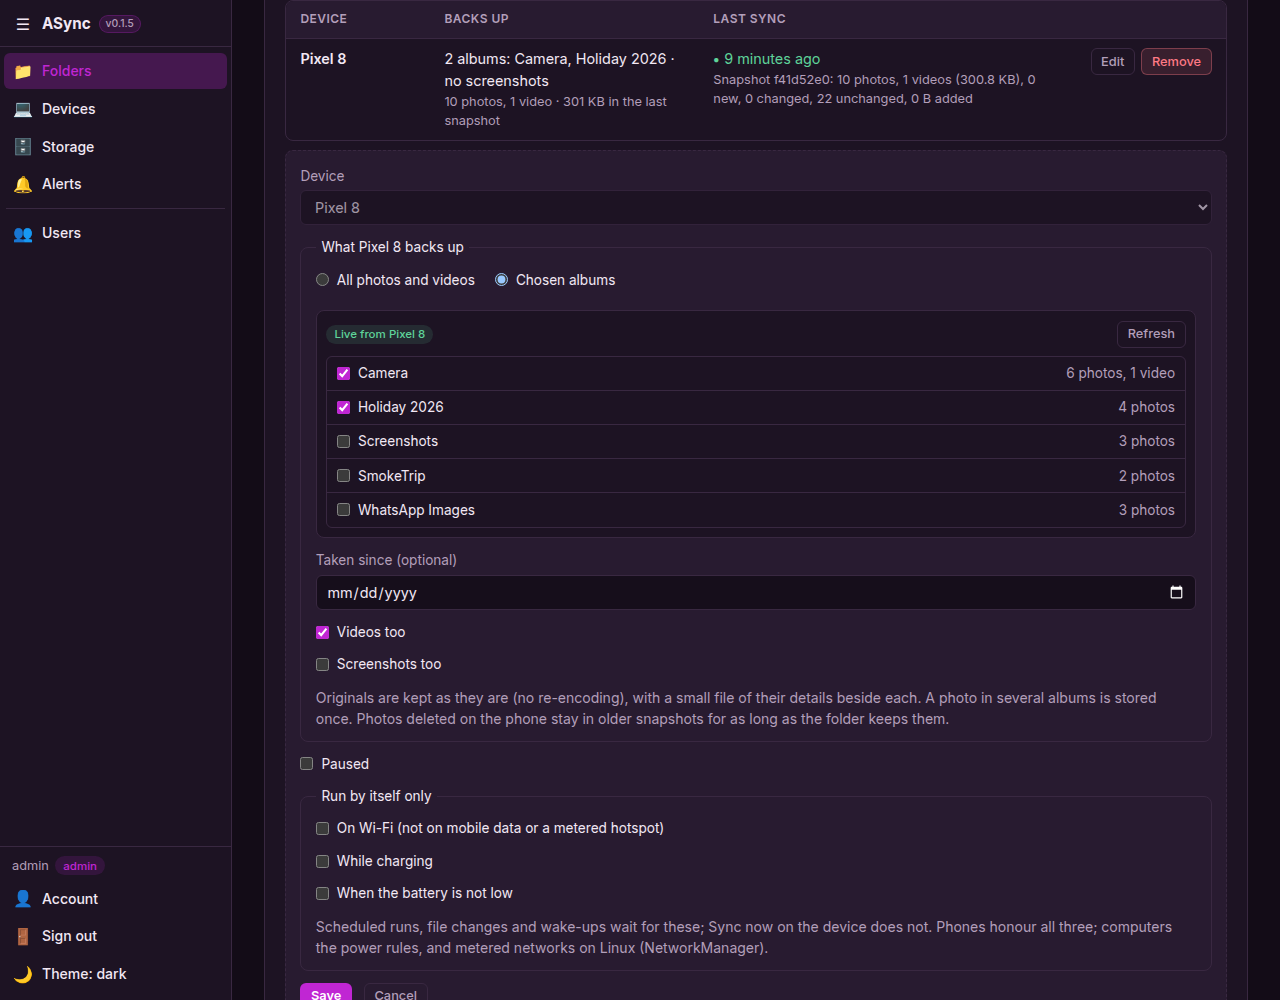 ☰ ASync v0.1.5
Folders
Devices
Storage
Alerts
Users
admin admin
Account
Sign out
Theme: dark
DEVICE BACKS UP LAST SYNC
Pixel 8
2 albums: Camera, Holiday 2026 ·
no screenshots
10 photos, 1 video · 301 KB in the last
snapshot
• 9 minutes ago
Snapshot f41d52e0: 10 photos, 1 videos (300.8 KB), 0
new, 0 changed, 22 unchanged, 0 B added
Edit Remove
Device
Pixel 8
What Pixel 8 backs up
All photos and videos Chosen albums
Live from Pixel 8 Refresh
Camera 6 photos, 1 video
Holiday 2026 4 photos
Screenshots 3 photos
SmokeTrip 2 photos
WhatsApp Images 3 photos
Taken since (optional)
mm/dd/yyyy
Videos too
Screenshots too
Originals are kept as they are (no re-encoding), with a small file of their details beside each. A photo in several albums is stored
once. Photos deleted on the phone stay in older snapshots for as long as the folder keeps them.
Paused
Run by itself only
On Wi-Fi (not on mobile data or a metered hotspot)
While charging
When the battery is not low
Scheduled runs, file changes and wake-ups wait for these; Sync now on the device does not. Phones honour all three; computers
the power rules, and metered networks on Linux (NetworkManager).
Save Cancel